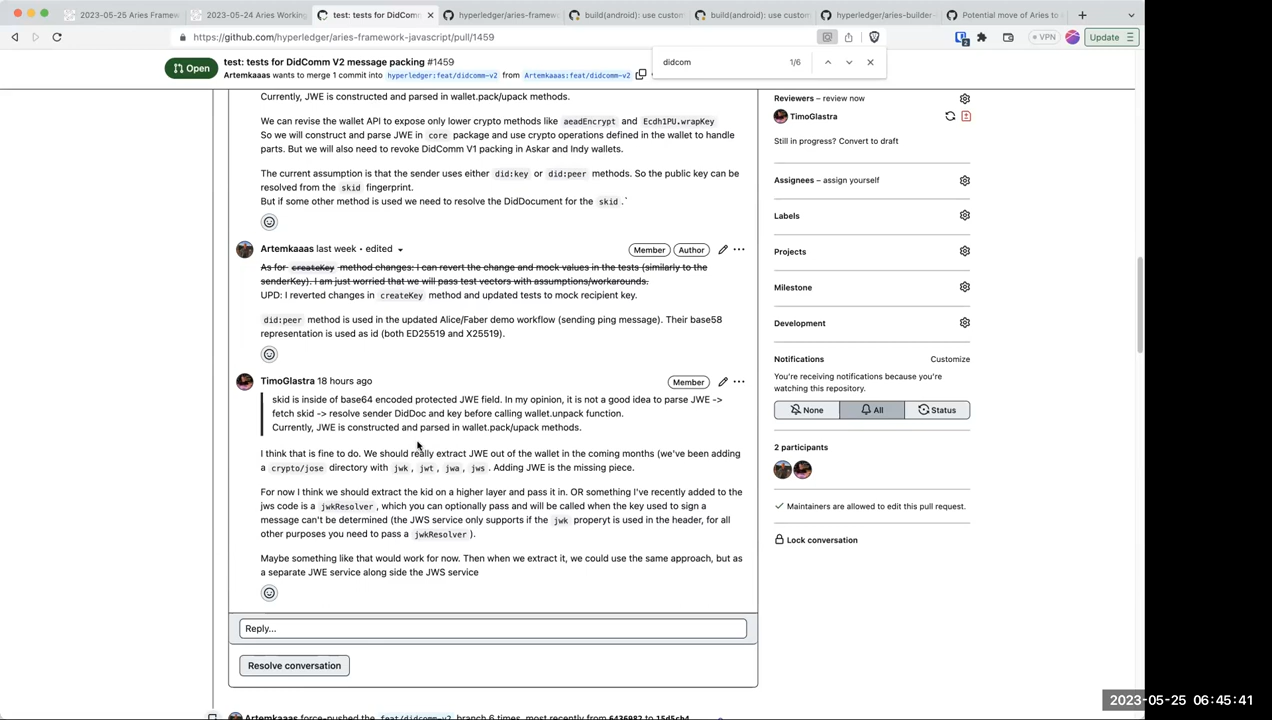 2023-05-25 Aries Framew
2023-05-24 Aries Working
test: tests for DidComm V2 m
hyperledger/aries-framew
build(android): use custom
build(android): use custom
hyperledger/aries-builder-
Potential move of Aries to
https://github.com/hyperledger/aries-framework-javascript/pull/1459
VPN
Update
didcom
1/6
Open
test: tests for DidComm V2 message packing #1459
Artemkaaas wants to merge 1 commit into hyperledger:feat/didcomm-v2 from Artemkaaas:feat/didcomm-v2
Currently, JWE is constructed and parsed in wallet.pack/upack methods.
We can revise the wallet API to expose only lower crypto methods like aeadEncrypt and Ecdh1PU.wrapKey
So we will construct and parse JWE in core package and use crypto operations defined in the wallet to handle
parts. But we will also need to revoke DidComm V1 packing in Askar and Indy wallets.
The current assumption is that the sender uses either did:key or did:peer methods. So the public key can be
resolved from the skid fingerprint.
But if some other method is used we need to resolve the DidDocument for the skid .`
Artemkaaas last week • edited
Member
Author
As for createKey method changes: I can revert the change and mock values in the tests (similarly to the
senderKey). I am just worried that we will pass test vectors with assumptions/workarounds.
UPD: I reverted changes in createKey method and updated tests to mock recipient key.
did:peer method is used in the updated Alice/Faber demo workflow (sending ping message). Their base58
representation is used as id (both ED25519 and X25519).
TimoGlastra 18 hours ago
Member
skid is inside of base64 encoded protected JWE field. In my opinion, it is not a good idea to parse JWE ->
fetch skid -> resolve sender DidDoc and key before calling wallet.unpack function.
Currently, JWE is constructed and parsed in wallet.pack/upack methods.
I think that is fine to do. We should really extract JWE out of the wallet in the coming months (we've been adding
a crypto/jose directory with jwk , jwt , jwa , jws . Adding JWE is the missing piece.
For now I think we should extract the kid on a higher layer and pass it in. OR something I've recently added to the
jws code is a jwkResolver , which you can optionally pass and will be called when the key used to sign a
message can't be determined (the JWS service only supports if the jwk properyt is used in the header, for all
other purposes you need to pass a jwkResolver ).
Maybe something like that would work for now. Then when we extract it, we could use the same approach, but as
a separate JWE service along side the JWS service
Reply...
Resolve conversation
Artemkaaas force-pushed the feat/didcomm-v2 branch 6 times, most recently from 6436982 to 15d5cb4
Reviewers – review now
TimoGlastra
Still in progress? Convert to draft
Assignees – assign yourself
Labels
Projects
Milestone
Development
Notifications
Customize
You're receiving notifications because you're
watching this repository.
None
All
Status
2 participants
Maintainers are allowed to edit this pull request.
Lock conversation
2023-05-25 06:45:41